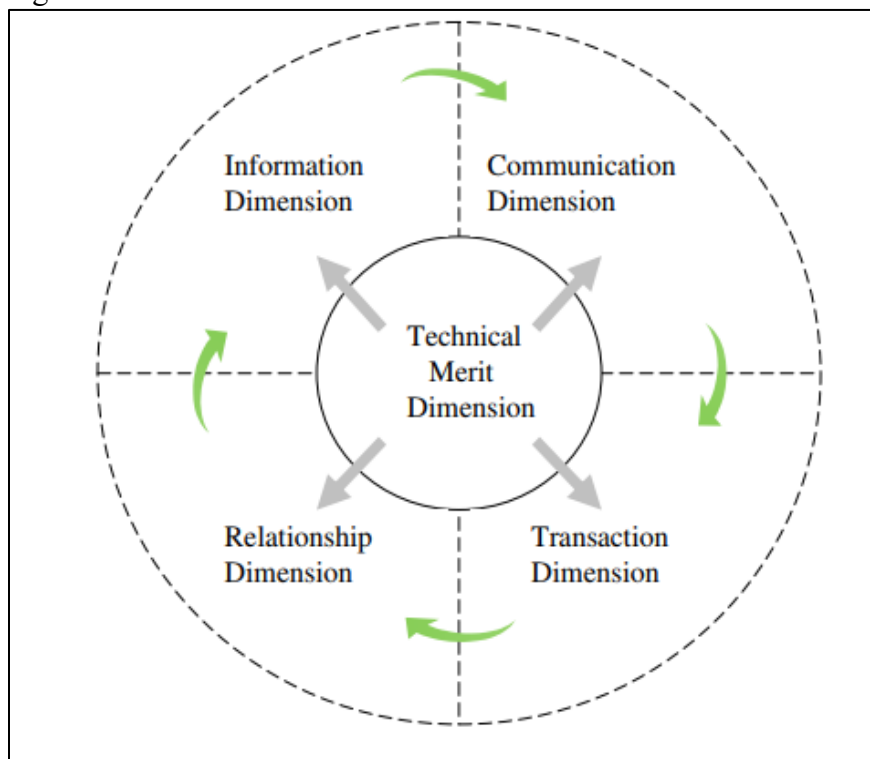 Information
Dimension
Communication
Dimension
Technical
Merit
Dimension
Relationship
Dimension
Transaction
Dimension